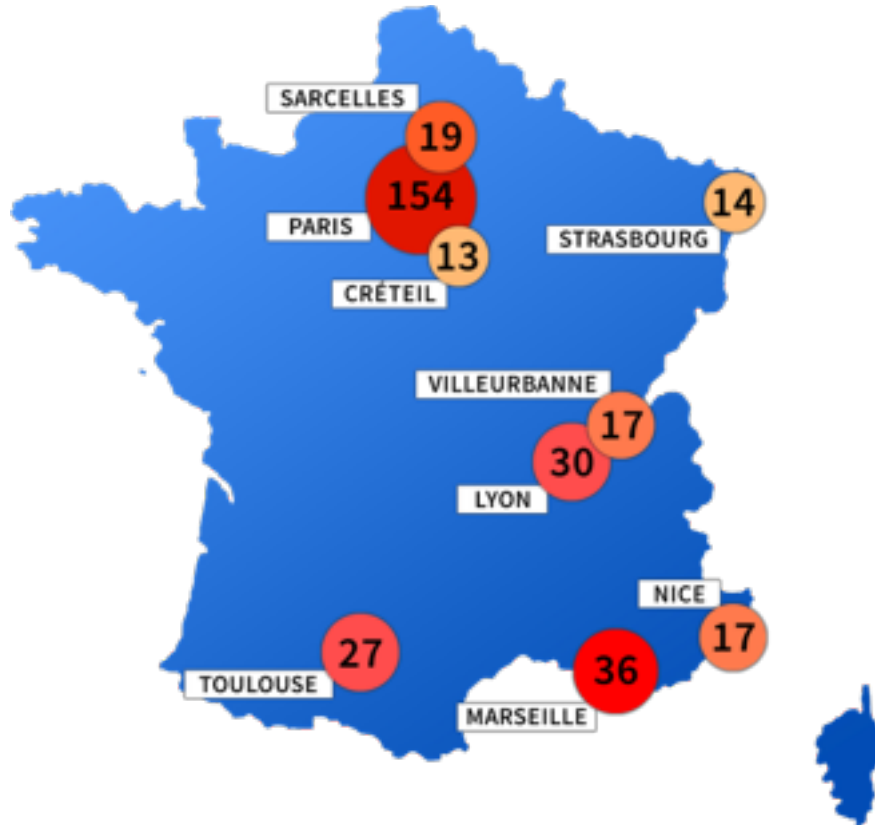 SARCELLES
19
154
PARIS
13
CRÉTEIL
14
STRASBOURG
VILLEURBANNE
17
30
LYON
NICE
17
27
TOULOUSE
36
MARSEILLE